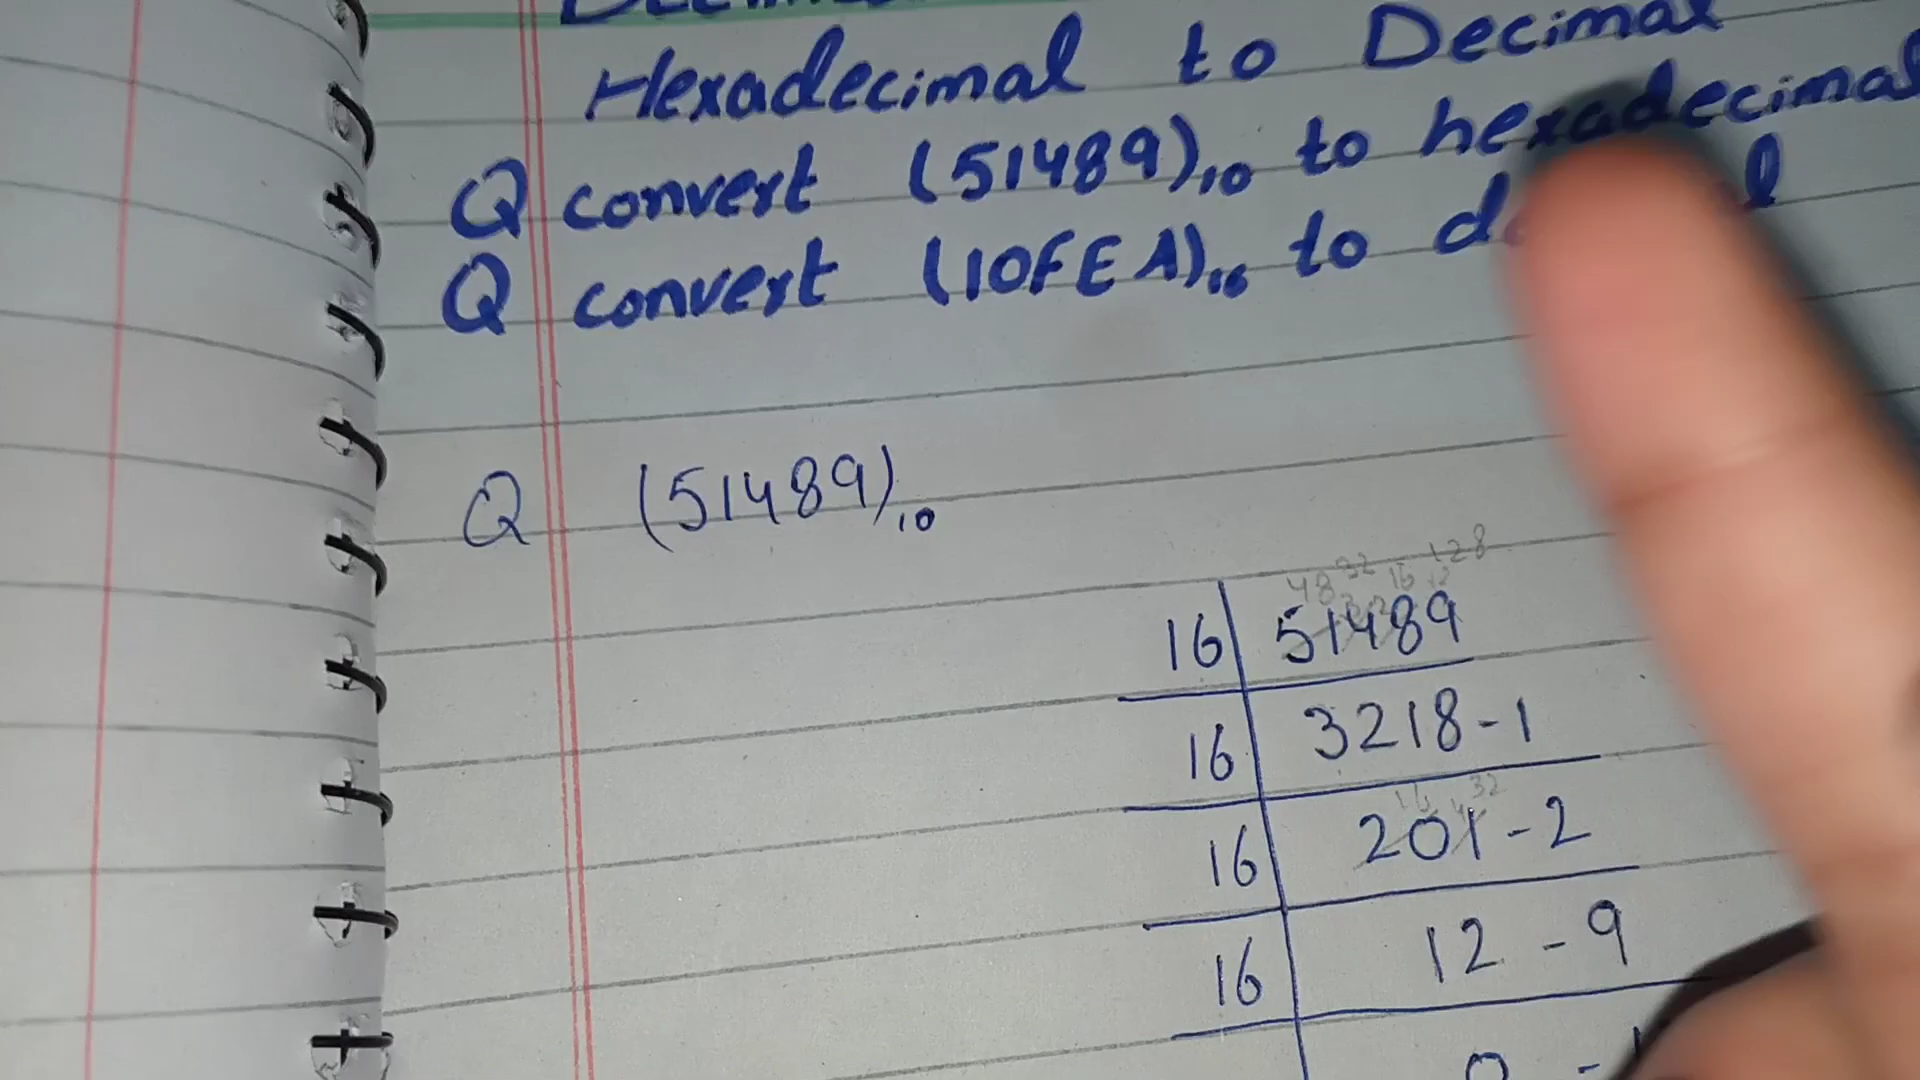 Hexadecimal to Decimal
Q convert (51489)₁₀ to hexadecimal
Q convert (10FEA)₁₆ to
Q (51489)₁₀
16 51489
16 3218-1
16 201-2
16 12-9
0 -